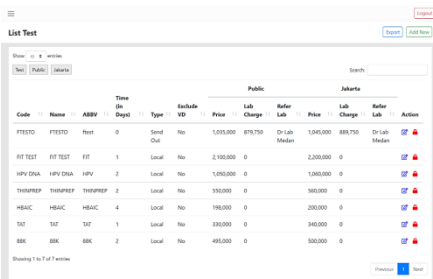 Logout
List Test
Export Add New
Show 10 entries
Test Public Jakarta
Search:
Public Jakarta
Code Name ABBV Time (in Days) Type Exclude VD Price Lab Charge Refer Lab Price Lab Charge Refer Lab Action
FTESTO FTESTO ftest 0 Send Out No 1,035,000 879,750 Dr Lab Medan 1,045,000 889,750 Dr Lab Medan
FIT TEST FIT TEST FIT 1 Local No 2,100,000 0 2,200,000 0
HPV DNA HPV DNA HPV 2 Local No 1,050,000 0 1,060,000 0
THINPREP THINPREP THINPREP 2 Local No 550,000 0 560,000 0
HBAIC HBAIC HBAIC 4 Local No 198,000 0 200,000 0
TAT TAT TAT 1 Local No 330,000 0 340,000 0
88K 88K 88K 2 Local No 495,000 0 500,000 0
Showing 1 to 7 of 7 entries
Previous 1 Next